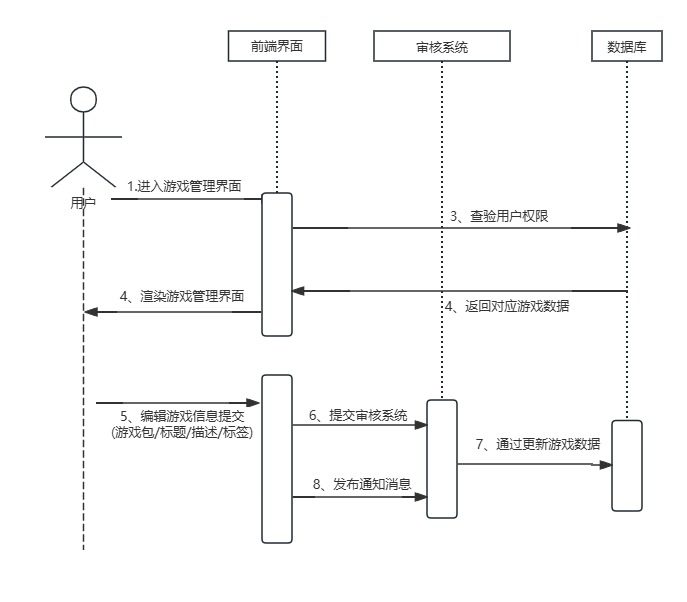 前端界面
审核系统
数据库
1.进入游戏管理界面
用户
3、查验用户权限
4、渲染游戏管理界面
4、返回对应游戏数据
5、编辑游戏信息提交
(游戏包/标题/描述/标签)
6、提交审核系统
7、通过更新游戏数据
8、发布通知消息